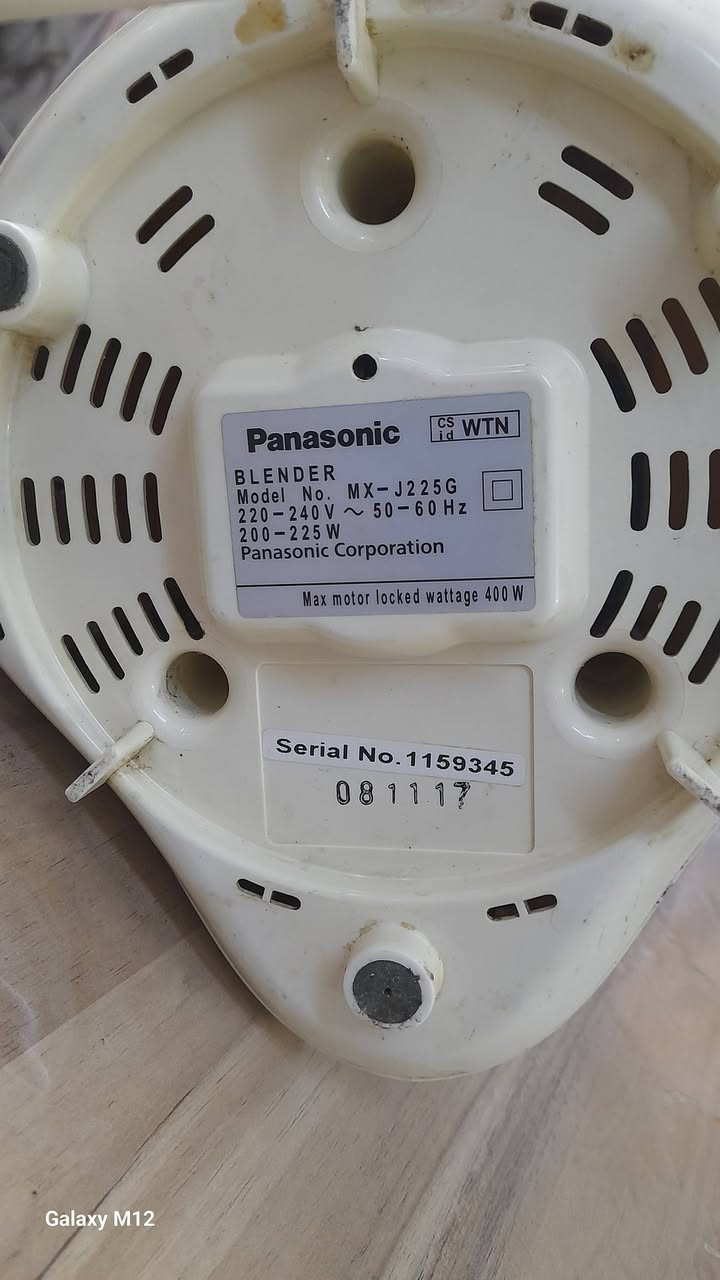 Panasonic
CS id WTN
BLENDER
Model No. MX-J225G
220-240V ~ 50-60Hz
200-225W
Panasonic Corporation
Max motor locked wattage 400W
Serial No.1159345
081117
Galaxy M12